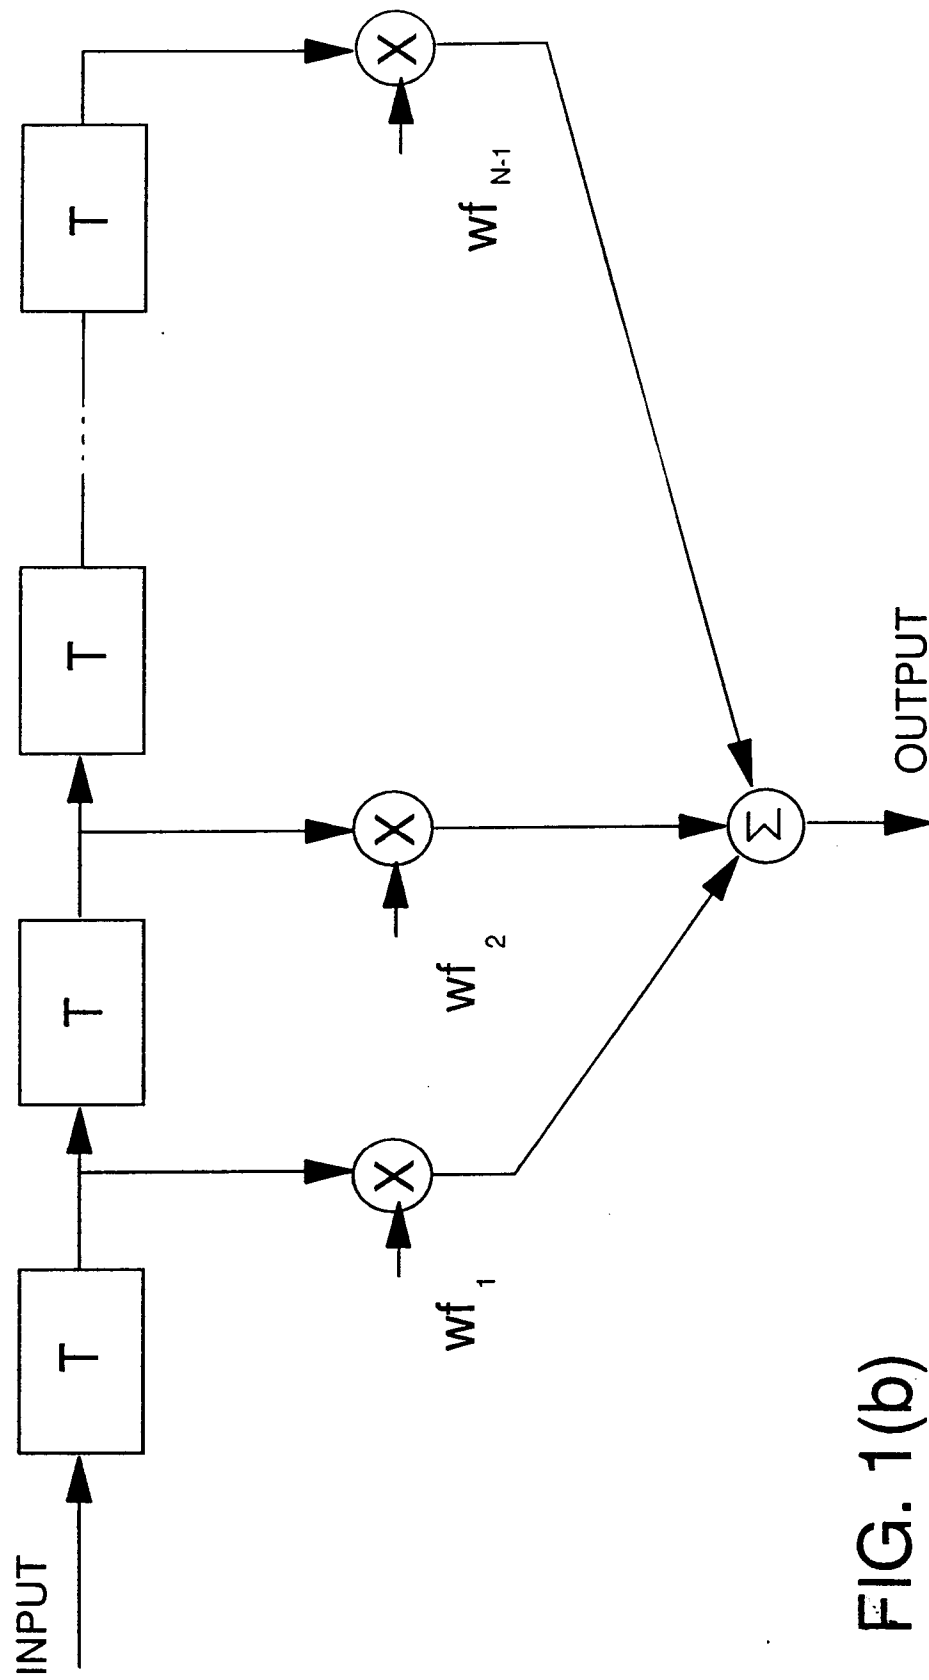 INPUT
T
T
T
T
X
X
X
wf 1
wf 2
wf N-1
Σ
OUTPUT
FIG. 1(b)